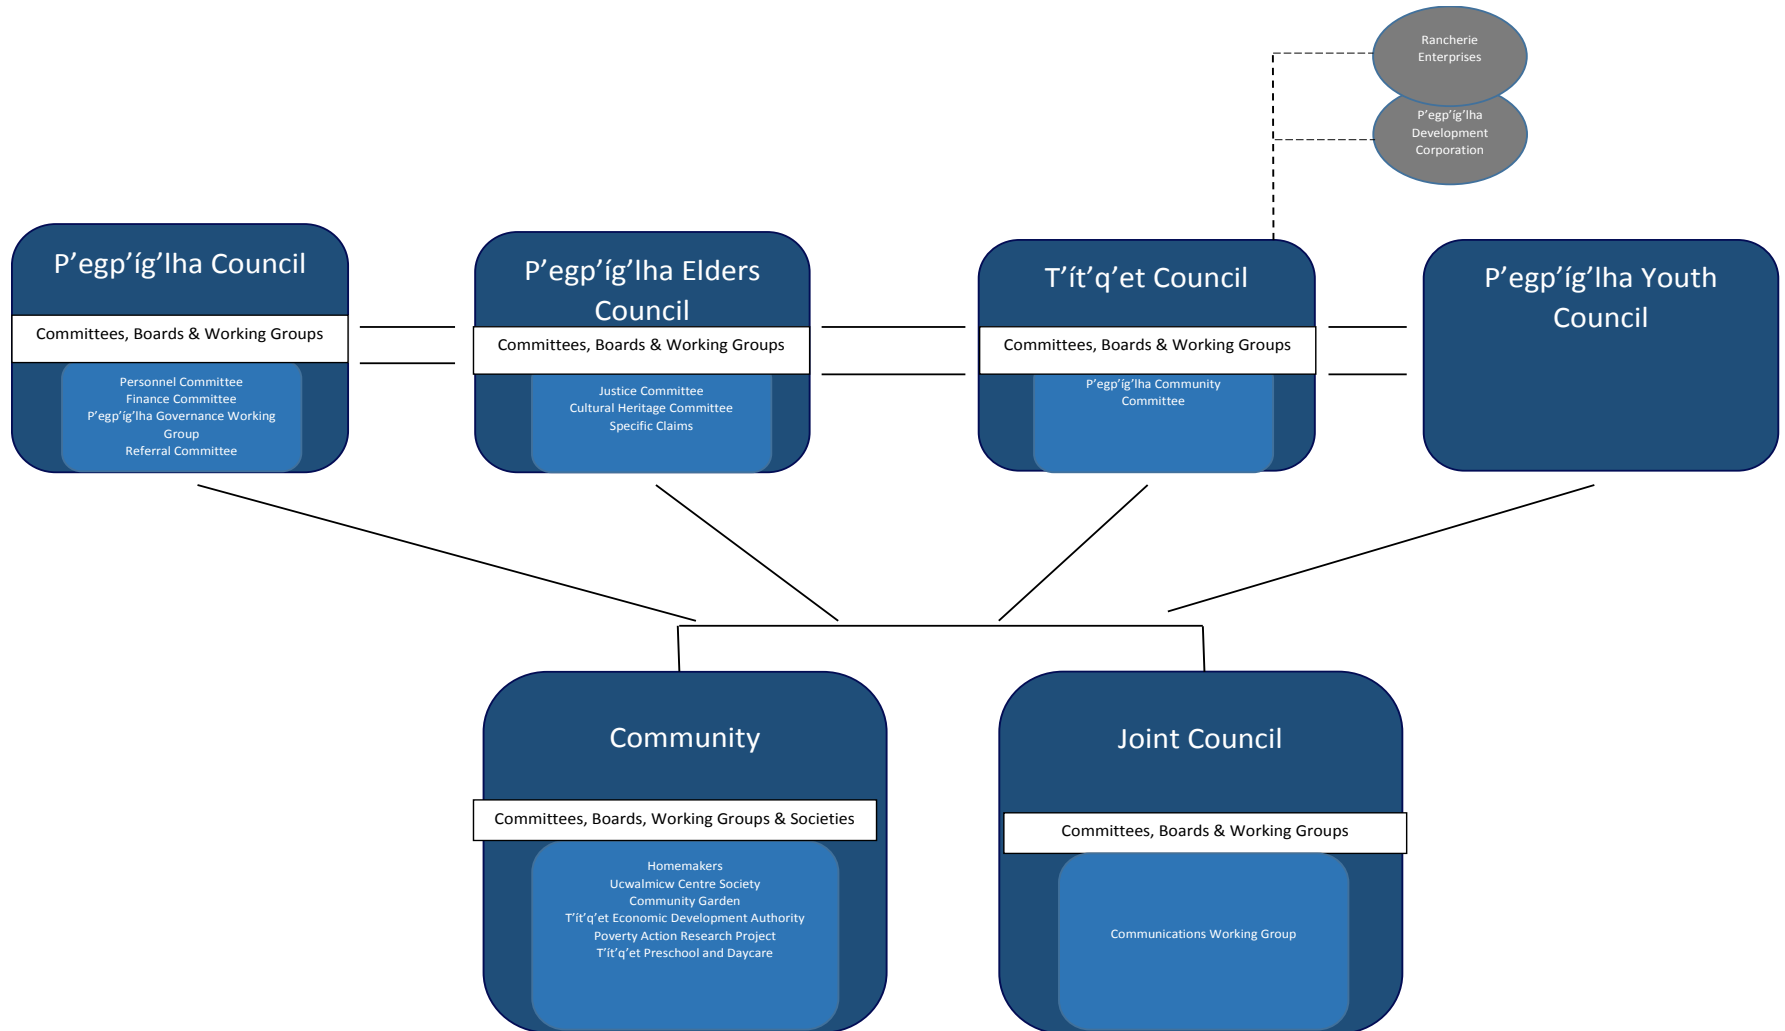 Rancherie
Enterprises
P'egp'íg'lha
Development
Corporation
P'egp'íg'lha Council
Committees, Boards & Working Groups
Personnel Committee
Finance Committee
P'egp'íg'lha Governance Working
Group
Referral Committee
P'egp'íg'lha Elders
Council
Committees, Boards & Working Groups
Justice Committee
Cultural Heritage Committee
Specific Claims
T'ít'q'et Council
Committees, Boards & Working Groups
P'egp'íg'lha Community
Committee
P'egp'íg'lha Youth
Council
Community
Committees, Boards, Working Groups & Societies
Homemakers
Ucwalmicw Centre Society
Community Garden
T'ít'q'et Economic Development Authority
Poverty Action Research Project
T'ít'q'et Preschool and Daycare
Joint Council
Committees, Boards & Working Groups
Communications Working Group